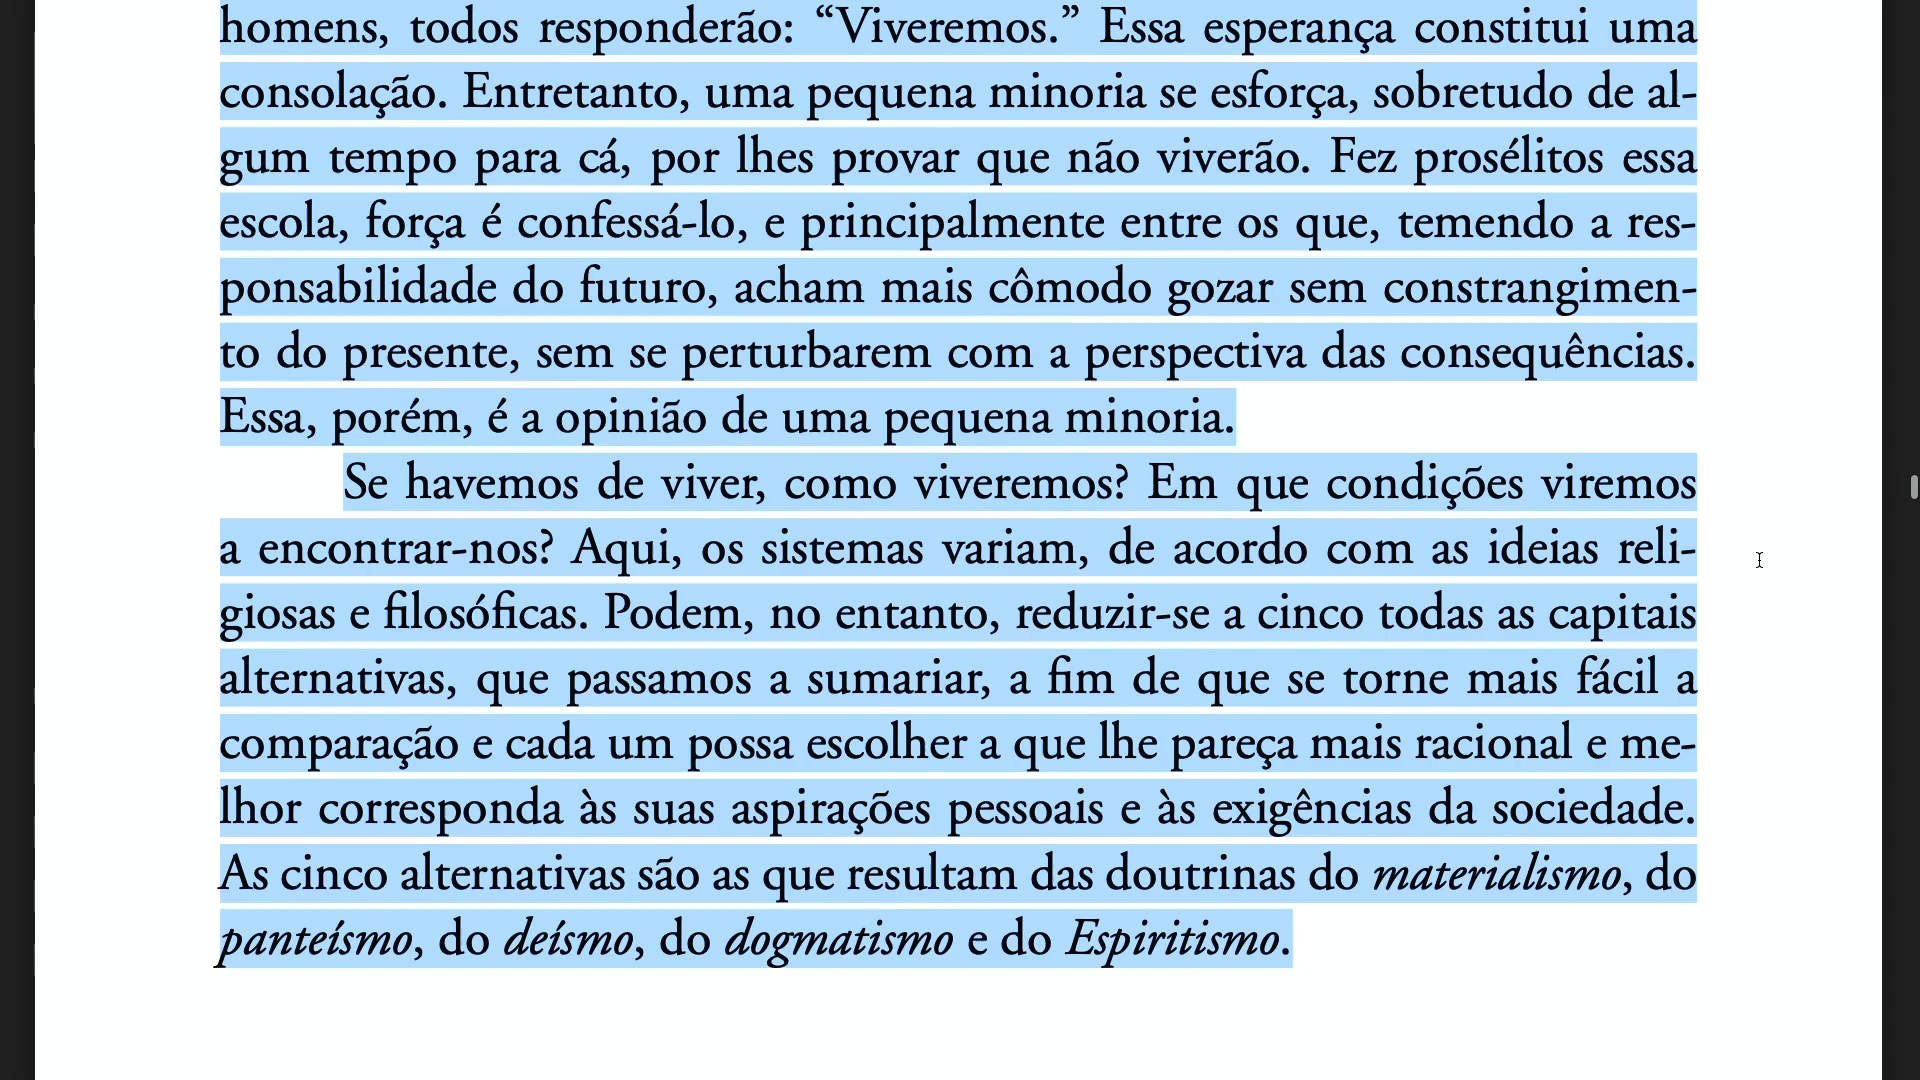 homens, todos responderão: “Viveremos.” Essa esperança constitui uma
consolação. Entretanto, uma pequena minoria se esforça, sobretudo de al-
gum tempo para cá, por lhes provar que não viverão. Fez prosélitos essa
escola, força é confessá-lo, e principalmente entre os que, temendo a res-
ponsabilidade do futuro, acham mais cômodo gozar sem constrangimen-
to do presente, sem se perturbarem com a perspectiva das consequências.
Essa, porém, é a opinião de uma pequena minoria.
Se havemos de viver, como viveremos? Em que condições viremos
a encontrar-nos? Aqui, os sistemas variam, de acordo com as ideias reli-
giosas e filosóficas. Podem, no entanto, reduzir-se a cinco todas as capitais
alternativas, que passamos a sumariar, a fim de que se torne mais fácil a
comparação e cada um possa escolher a que lhe pareça mais racional e me-
lhor corresponda às suas aspirações pessoais e às exigências da sociedade.
As cinco alternativas são as que resultam das doutrinas do materialismo, do
panteísmo, do deísmo, do dogmatismo e do Espiritismo.